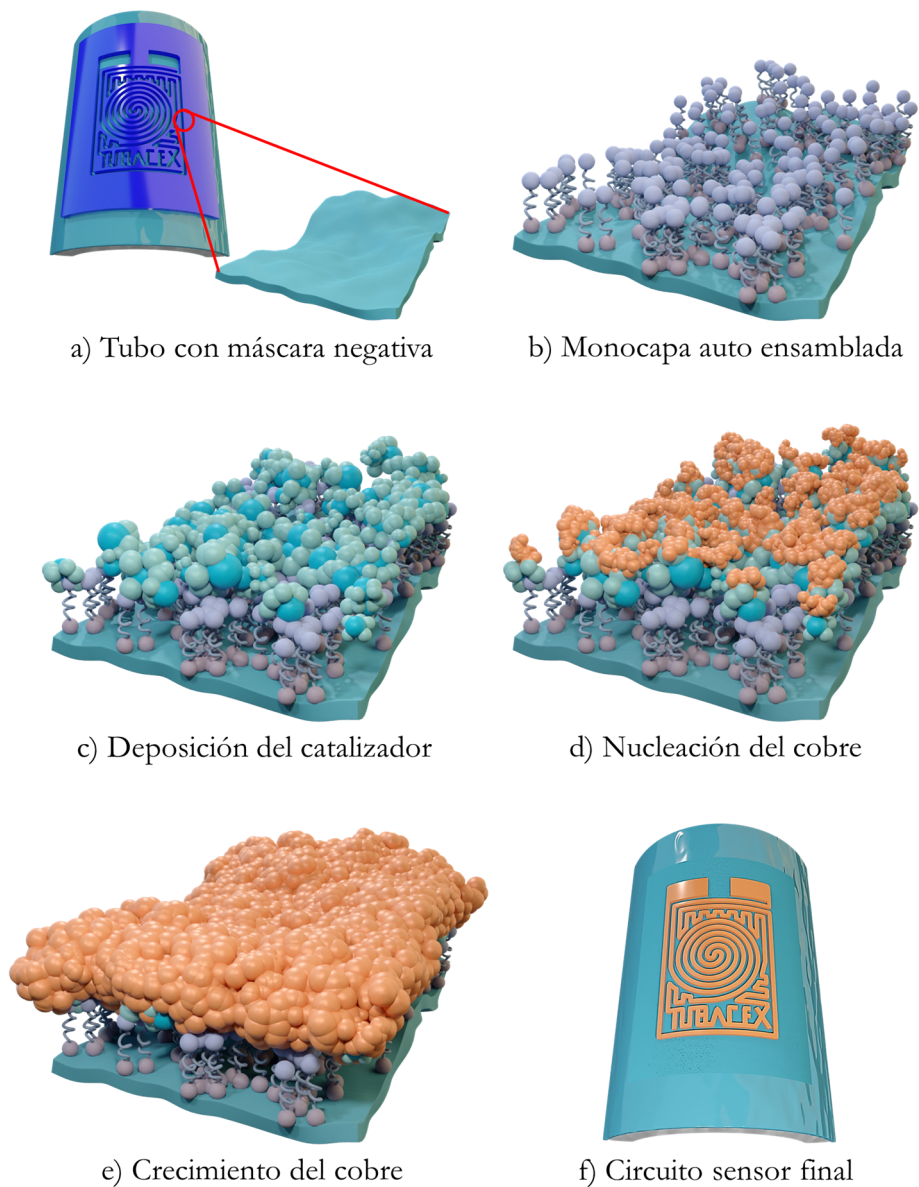 TUBACEX
a) Tubo con máscara negativa
b) Monocapa auto ensamblada
c) Deposición del catalizador
d) Nucleación del cobre
e) Crecimiento del cobre
TUBACEX
f) Circuito sensor final